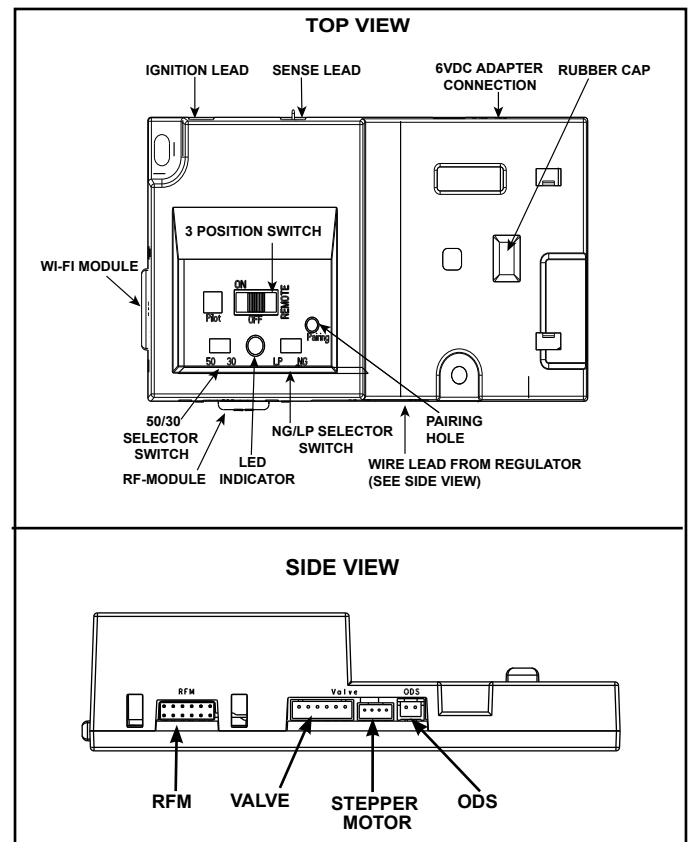 TOP VIEW
IGNITION LEAD
SENSE LEAD
6VDC ADAPTER
CONNECTION
RUBBER CAP
3 POSITION SWITCH
WI-FI MODULE
ON
OFF
REMOTE
Pilot
Pairing
50 30
LP NG
50/30
SELECTOR
SWITCH
RF-MODULE
LED
INDICATOR
NG/LP SELECTOR
SWITCH
PAIRING
HOLE
WIRE LEAD FROM REGULATOR
(SEE SIDE VIEW)
SIDE VIEW
RFM
Valve
ODS
RFM
VALVE
STEPPER
MOTOR
ODS